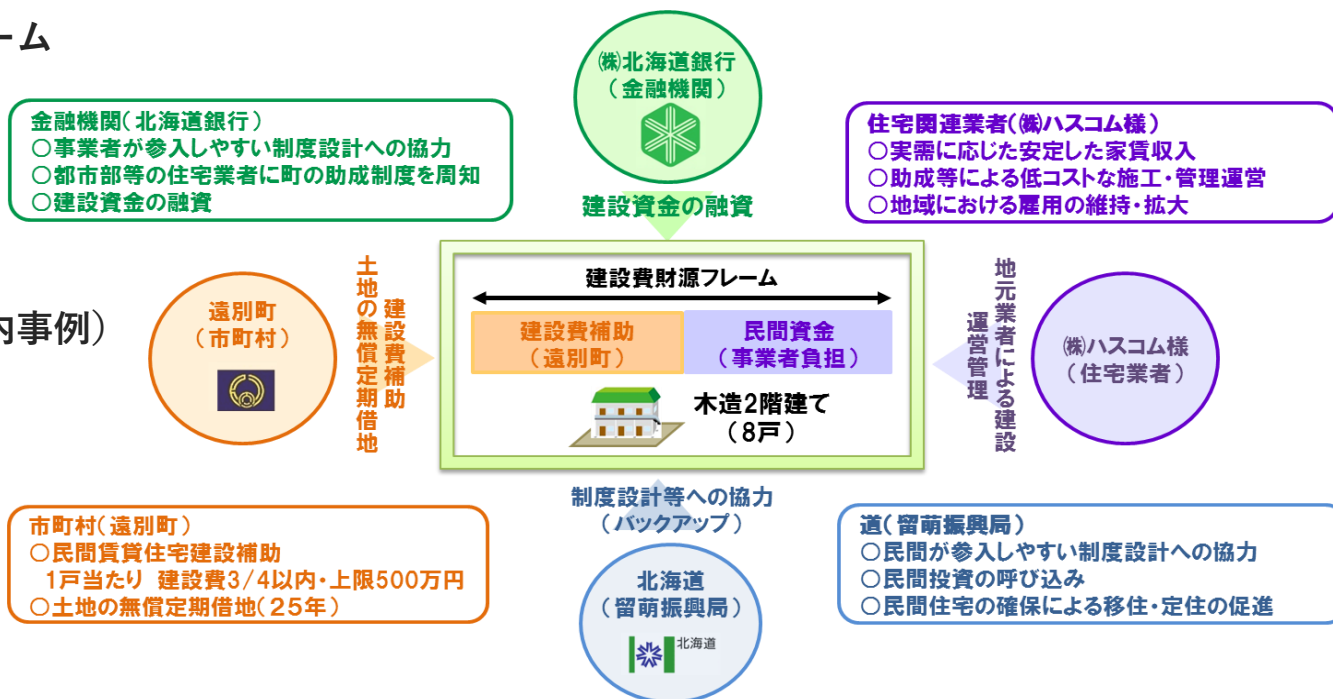 ーム
㈱北海道銀行
(金融機関)
建設資金の融資
金融機関(北海道銀行)
○事業者が参入しやすい制度設計への協力
○都市部等の住宅業者に町の助成制度を周知
○建設資金の融資
住宅関連業者(㈱ハスコム様)
○実需に応じた安定した家賃収入
○助成等による低コストな施工・管理運営
○地域における雇用の維持・拡大
内事例)
遠別町
(市町村)
建設費補助
土地の無償定期借地
建設費財源フレーム
建設費補助
(遠別町)
民間資金
(事業者負担)
木造2階建て
(8戸)
地元業者による建設
運営管理
㈱ハスコム様
(住宅業者)
制度設計等への協力
(バックアップ)
北海道
(留萌振興局)
北海道
市町村(遠別町)
○民間賃貸住宅建設補助
1戸当たり 建設費3/4以内・上限500万円
○土地の無償定期借地(25年)
道(留萌振興局)
○民間が参入しやすい制度設計への協力
○民間投資の呼び込み
○民間住宅の確保による移住・定住の促進